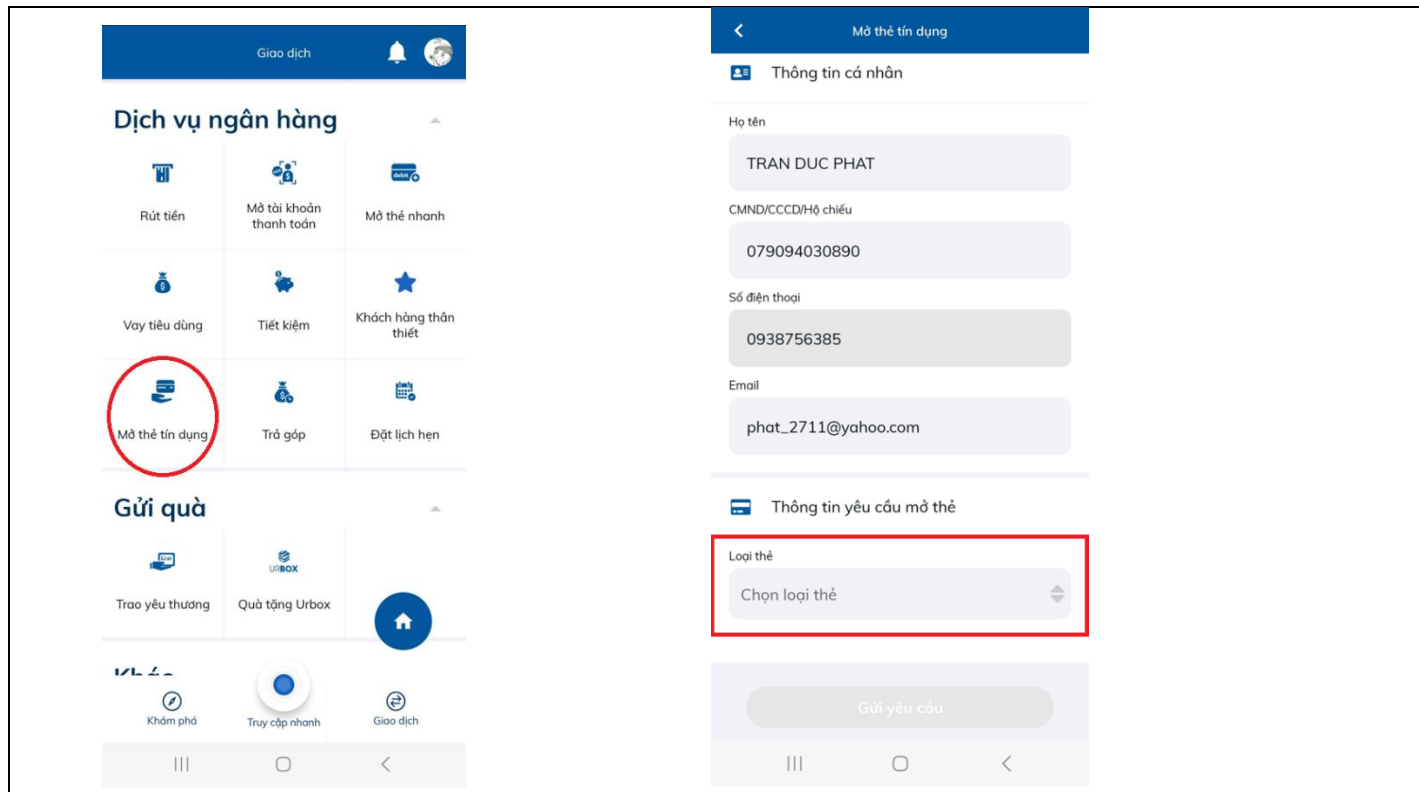 Giao dịch
Dịch vụ ngân hàng
Rút tiền
Mở tài khoản
thanh toán
debit
Mở thẻ nhanh
Vay tiêu dùng
Tiết kiệm
Khách hàng thân
thiết
Mở thẻ tín dụng
Trả góp
Đặt lịch hẹn
Gửi quà
URBOX
Trao yêu thương
Quà tặng Urbox
Khám phá
Truy cập nhanh
Giao dịch
Mở thẻ tín dụng
Thông tin cá nhân
Họ tên
TRAN DUC PHAT
CMND/CCCD/Hộ chiếu
079094030890
Số điện thoại
0938756385
Email
phat_2711@yahoo.com
Thông tin yêu cầu mở thẻ
Loại thẻ
Chọn loại thẻ
Gửi yêu cầu